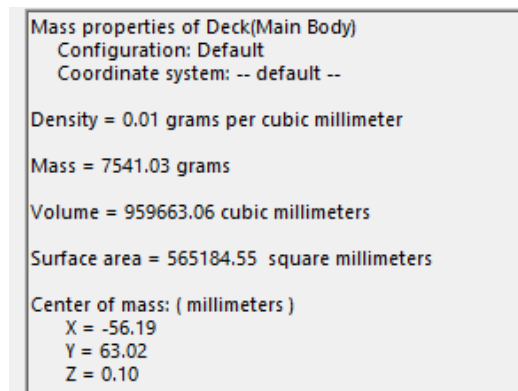 Mass properties of Deck(Main Body)
Configuration: Default
Coordinate system: -- default --
Density = 0.01 grams per cubic millimeter
Mass = 7541.03 grams
Volume = 959663.06 cubic millimeters
Surface area = 565184.55  square millimeters
Center of mass: ( millimeters )
X = -56.19
Y = 63.02
Z = 0.10